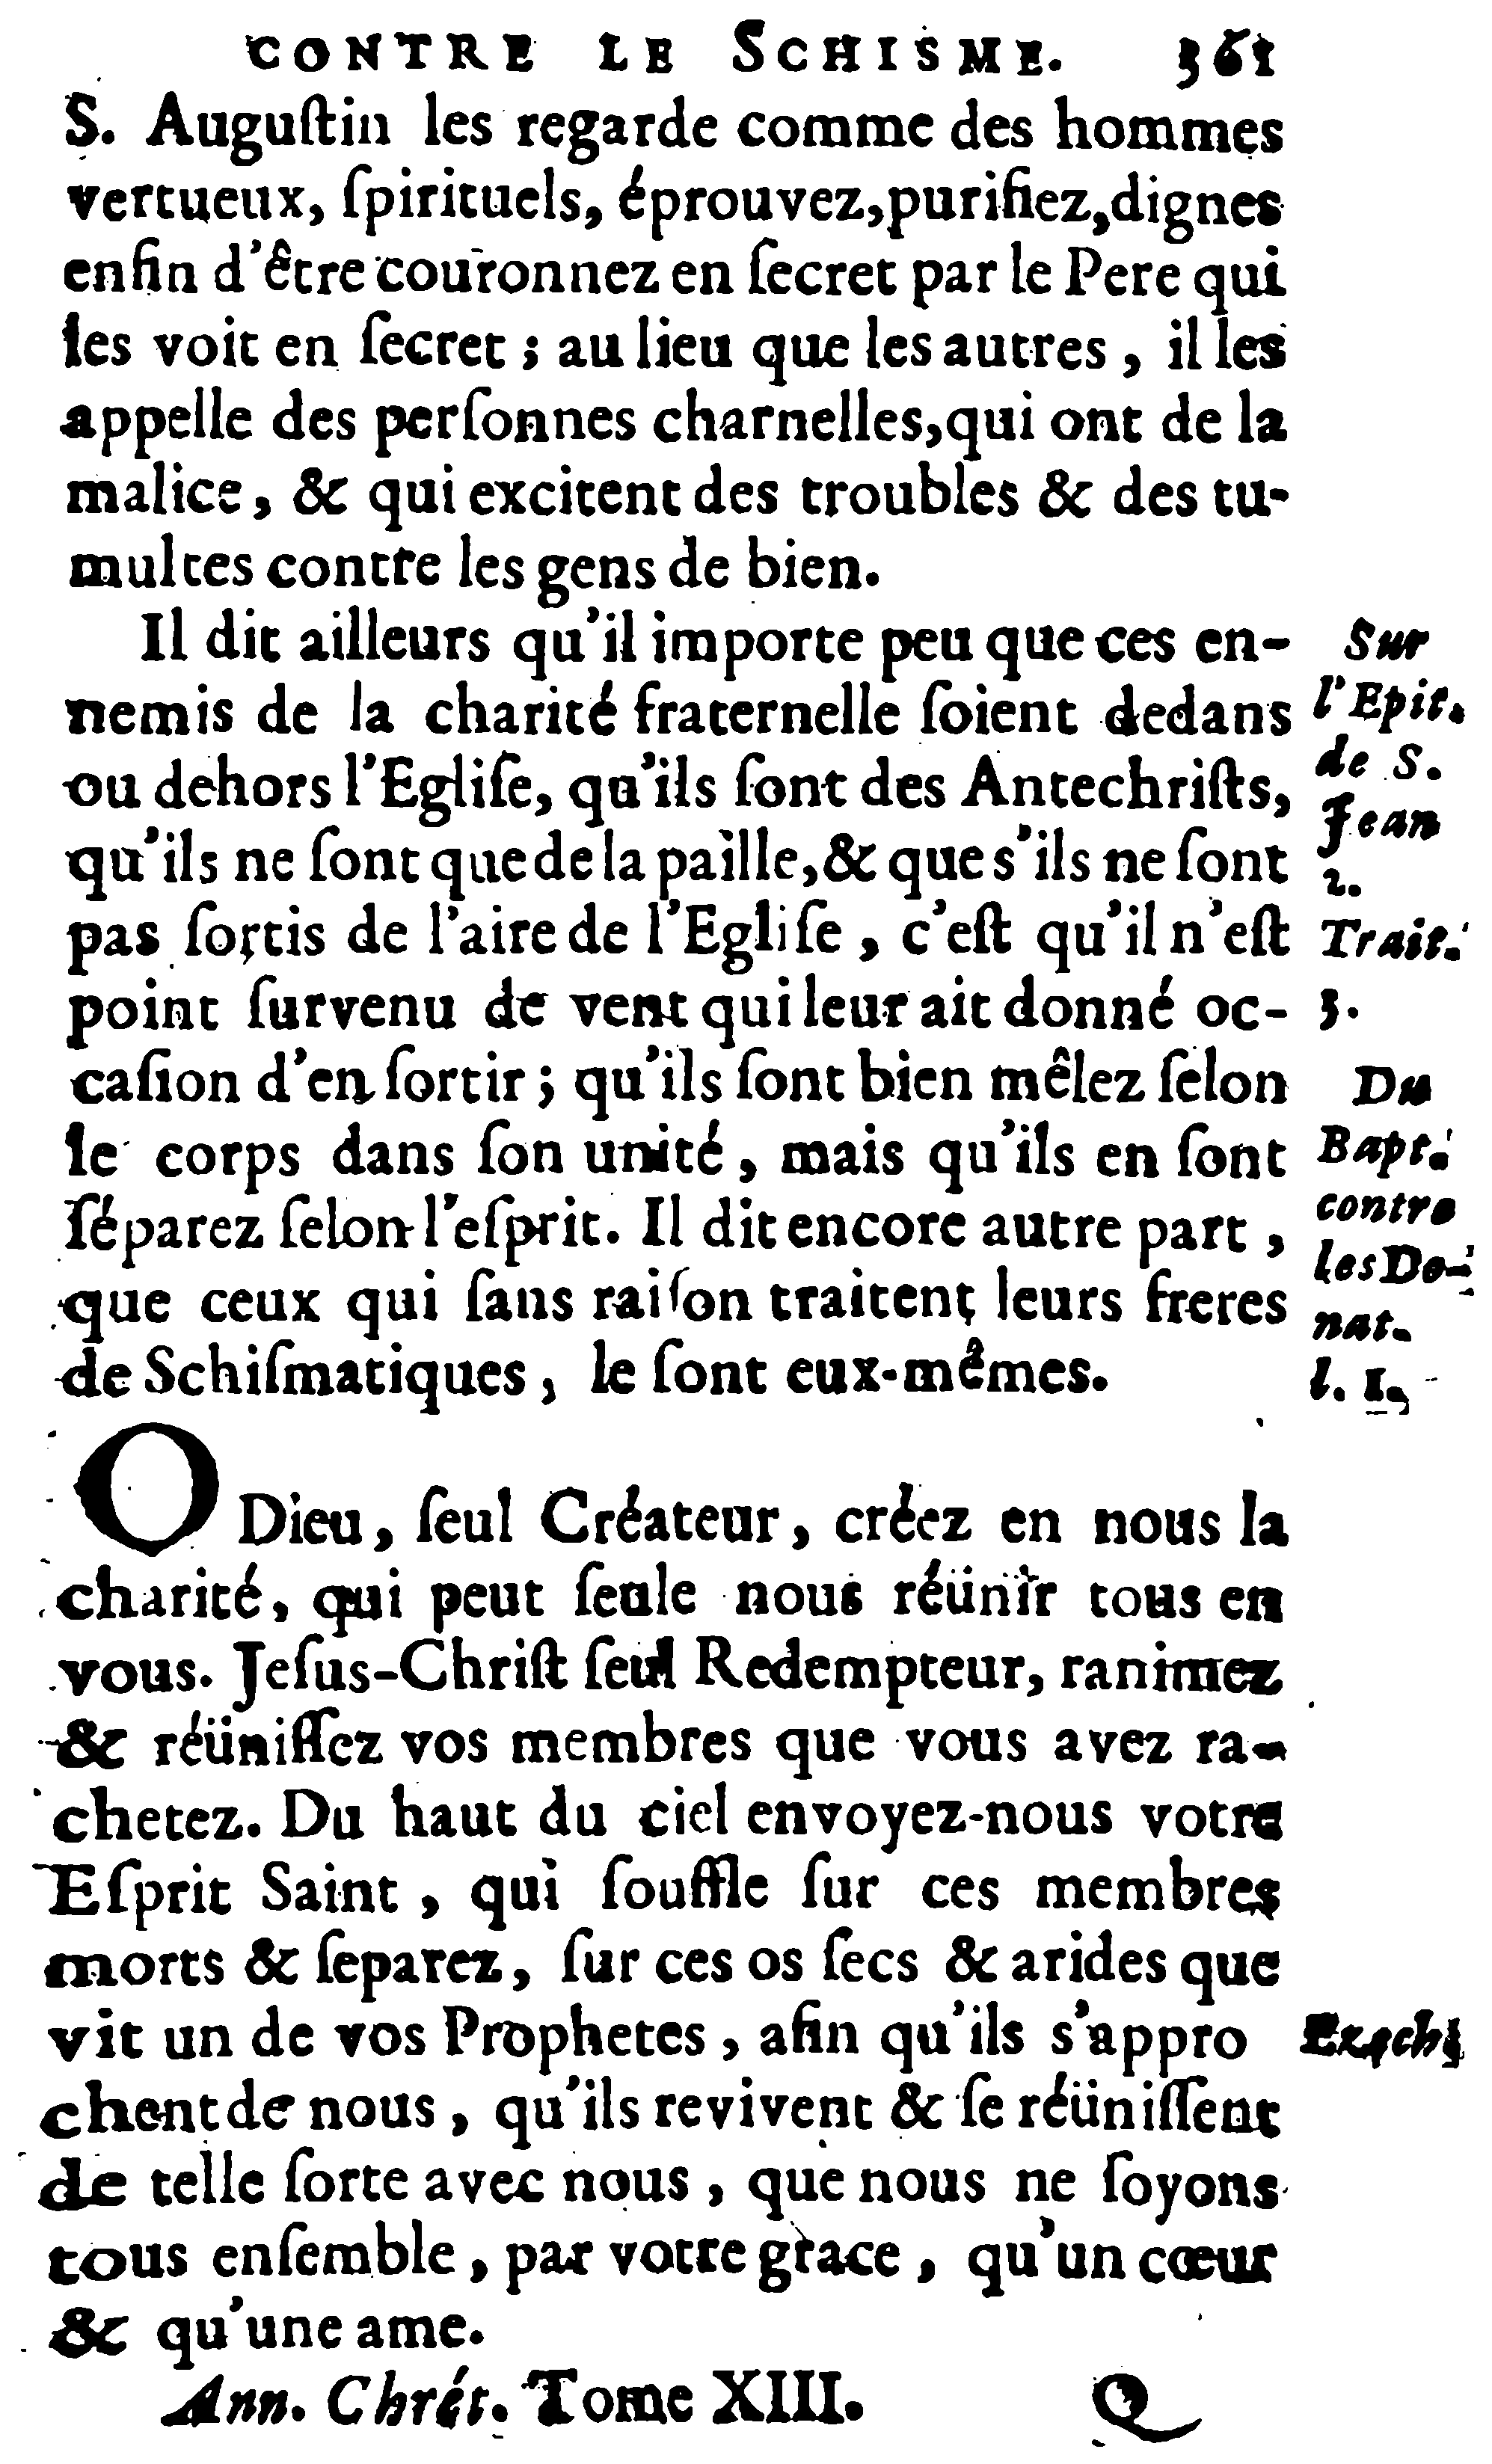 CONTRE LE SCHISME. 361
S. Auguſtin les regarde comme des hommes
vertueux, ſpirituels, éprouvez, purifiez, dignes
enfin d'être couronnez en ſecret par le Pere qui
les voit en ſecret ; au lieu que les autres, il les
appelle des perſonnes charnelles, qui ont de la
malice, & qui excitent des troubles & des tu-
multes contre les gens de bien.
Il dit ailleurs qu'il importe peu que ces en-
nemis de la charité fraternelle ſoient dedans
ou dehors l'Egliſe, qu'ils ſont des Antechriſts,
qu'ils ne ſont que de la paille, & que s'ils ne ſont
pas ſortis de l'aire de l'Egliſe, c'eſt qu'il n'eſt
point ſurvenu de vent qui leur ait donné oc-
caſion d'en ſortir ; qu'ils ſont bien mêlez ſelon
le corps dans ſon unité, mais qu'ils en ſont
ſéparez ſelon l'eſprit. Il dit encore autre part,
que ceux qui ſans raiſon traitent leurs freres
de Schiſmatiques, le ſont eux-mêmes.
Sur
l'Epit.
de S.
Jean
2.
Trait.
3.
Du
Bapt.
contre
les Do-
nat.
l. 1.
O Dieu, ſeul Créateur, créez en nous la
charité, qui peut ſeule nous réünir tous en
vous. Jeſus-Chriſt ſeul Redempteur, ranimez
& réüniſſez vos membres que vous avez ra-
chetez. Du haut du ciel envoyez-nous votre
Eſprit Saint, qui ſouffle ſur ces membres
morts & ſeparez, ſur ces os ſecs & arides que
vit un de vos Prophetes, afin qu'ils s'appro
chent de nous, qu'ils revivent & ſe réüniſſent
de telle ſorte avec nous, que nous ne ſoyons
tous enſemble, par votre grace, qu'un cœur
& qu'une ame.
Ezech.
Ann. Chrét. Tome XIII. Q